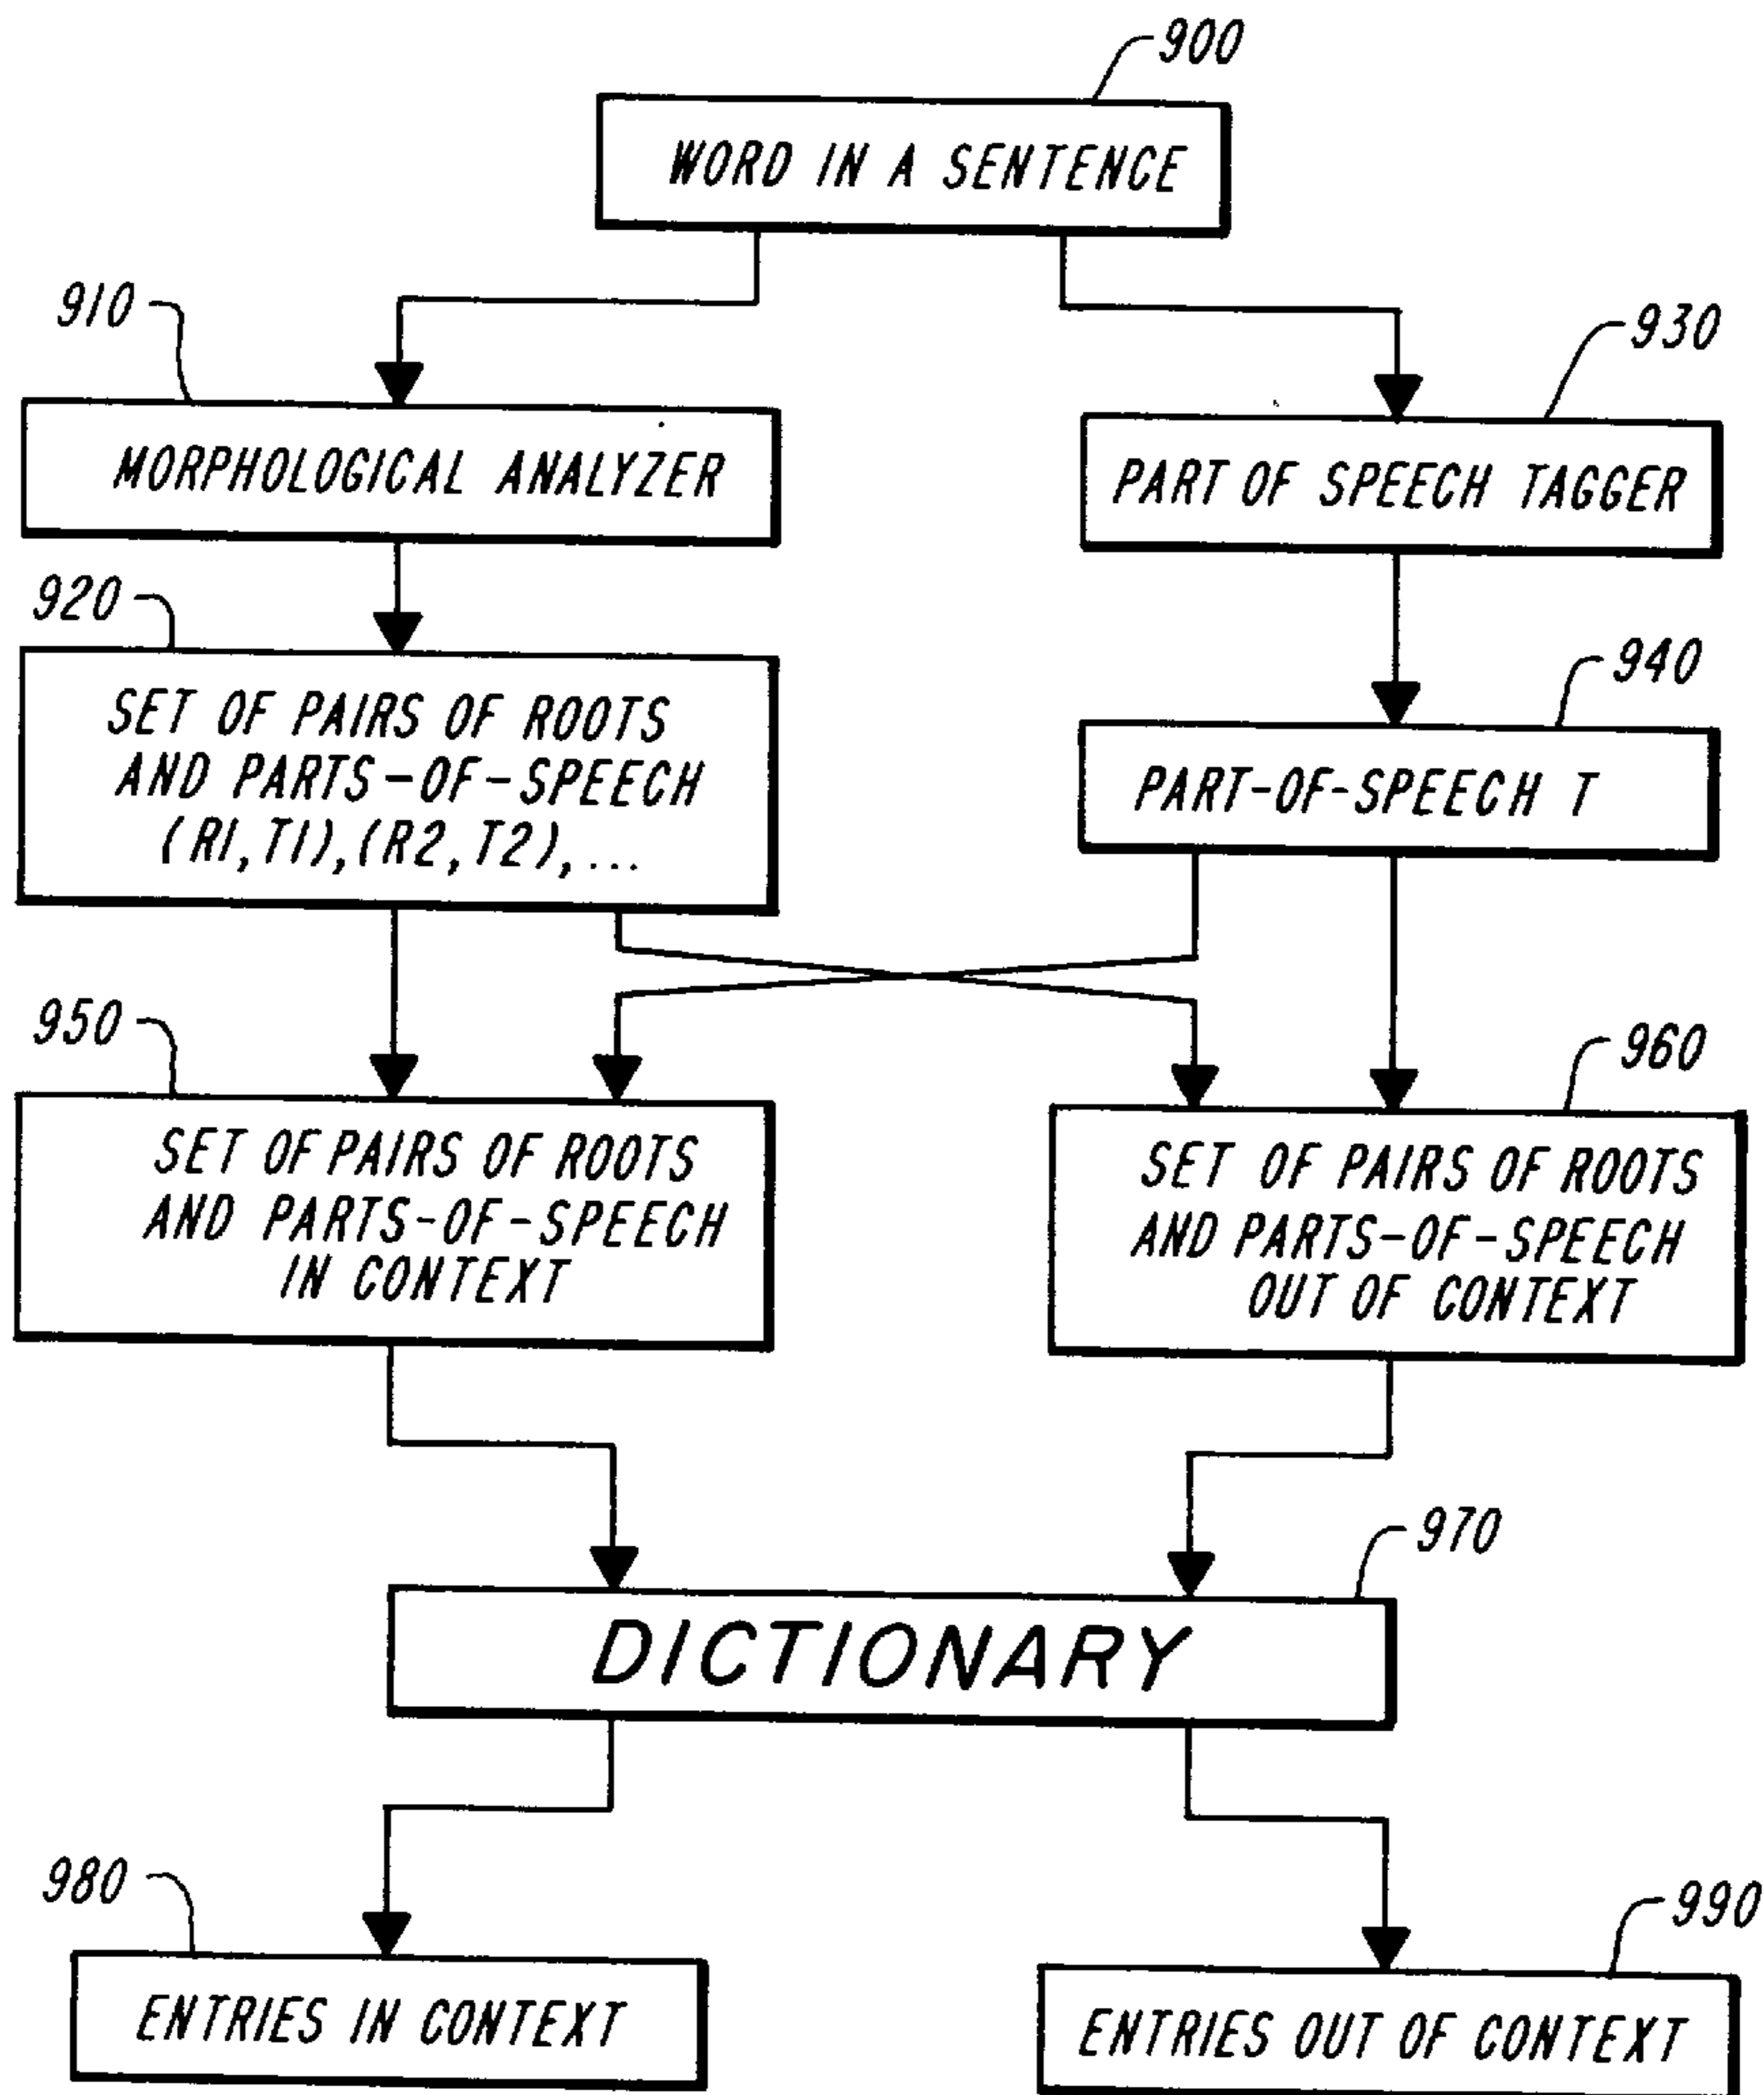 900
WORD IN A SENTENCE
910
930
MORPHOLOGICAL ANALYZER
PART OF SPEECH TAGGER
920
940
SET OF PAIRS OF ROOTS
AND PARTS-OF-SPEECH
(R1,T1),(R2,T2),...
PART-OF-SPEECH T
950
960
SET OF PAIRS OF ROOTS
AND PARTS-OF-SPEECH
IN CONTEXT
SET OF PAIRS OF ROOTS
AND PARTS-OF-SPEECH
OUT OF CONTEXT
970
DICTIONARY
980
990
ENTRIES IN CONTEXT
ENTRIES OUT OF CONTEXT